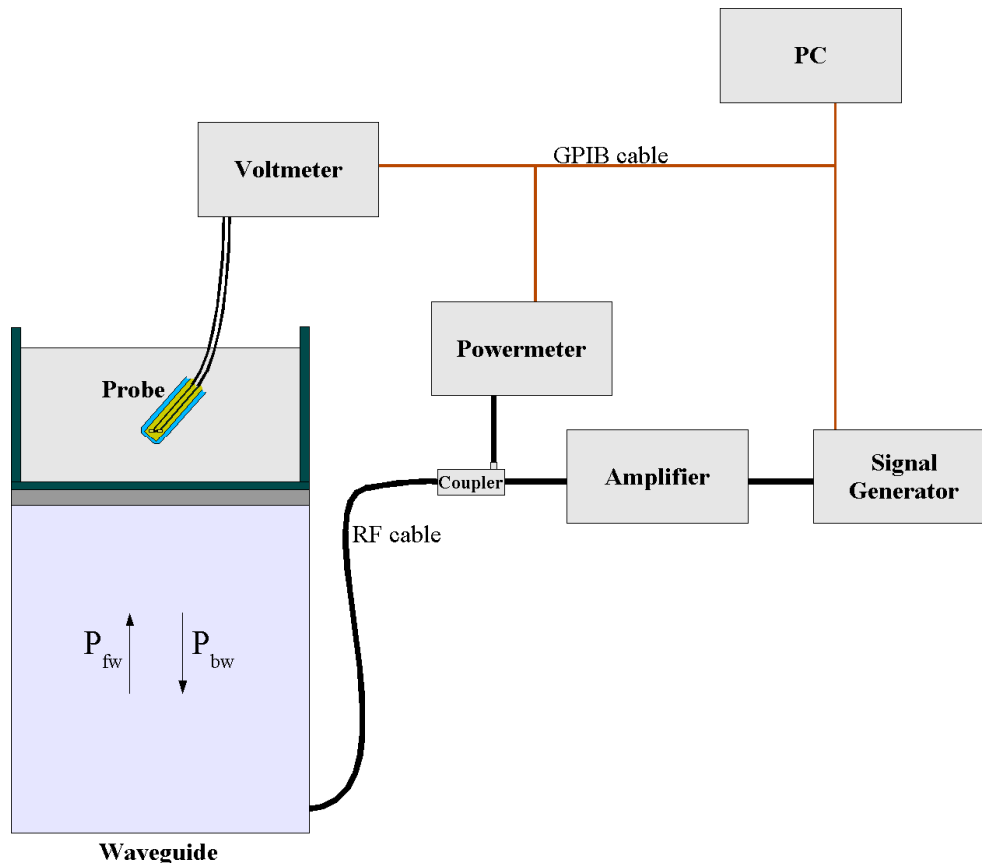 PC
Voltmeter
GPIB cable
Powermeter
Probe
Coupler
Amplifier
Signal
Generator
RF cable
P fw
P bw
Waveguide